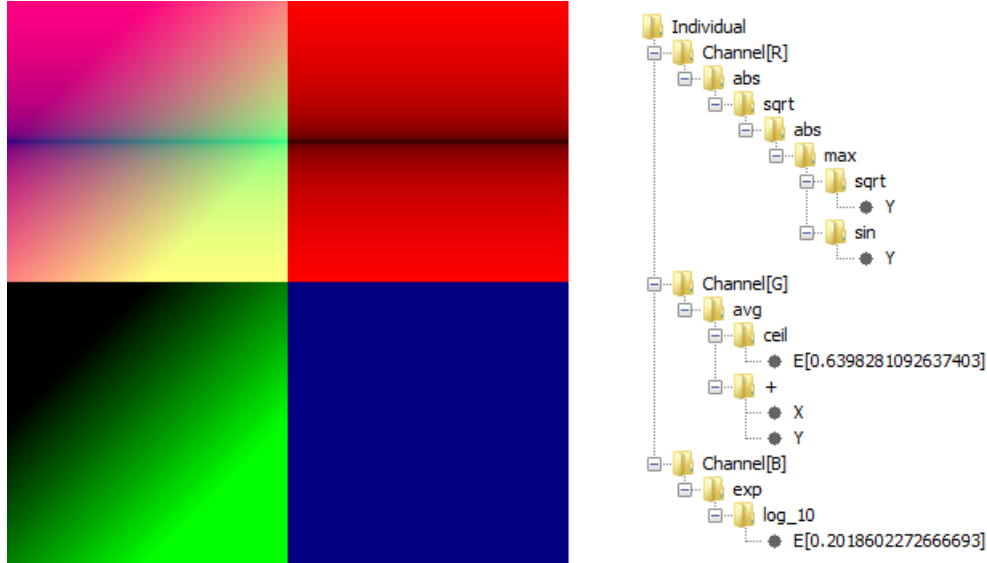 Individual
Channel[R]
abs
sqrt
abs
max
sqrt
Y
sin
Y
Channel[G]
avg
ceil
E[0.6398281092637403]
+
X
Y
Channel[B]
exp
log_10
E[0.2018602272666693]